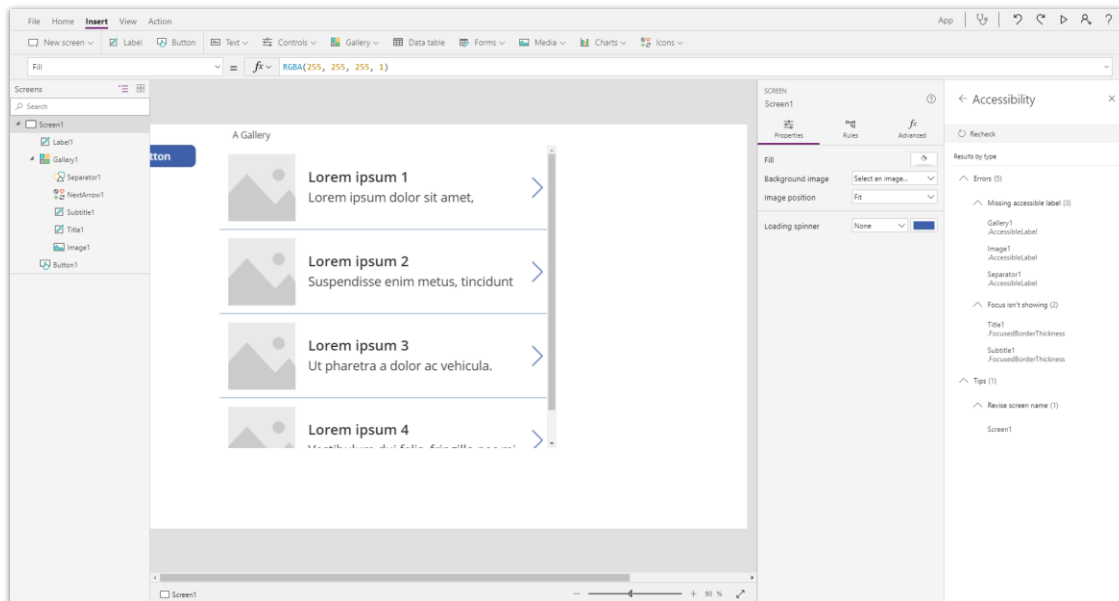 File Home Insert View Action App
New screen Label Button Text Controls Gallery Data table Forms Media Charts Icons
Fill = fx RGBA(255, 255, 255, 1)
Screens
Search
Screen1
Label1
Gallery1
Separator1
NextArrow1
Subtitle1
Title1
Image1
Button1
A Gallery
tton
Lorem ipsum 1
Lorem ipsum dolor sit amet,
Lorem ipsum 2
Suspendisse enim metus, tincidunt
Lorem ipsum 3
Ut pharetra a dolor ac vehicula.
Lorem ipsum 4
Screen1
90 %
SCREEN
Screen1
Properties Rules Advanced
Fill
Background image Select an image...
Image position Fit
Loading spinner None
Accessibility
Recheck
Results by type
Errors (5)
Missing accessible label (3)
Gallery1
.AccessibleLabel
Image1
.AccessibleLabel
Separator1
.AccessibleLabel
Focus isn't showing (2)
Title1
.FocusedBorderThickness
Subtitle1
.FocusedBorderThickness
Tips (1)
Revise screen name (1)
Screen1